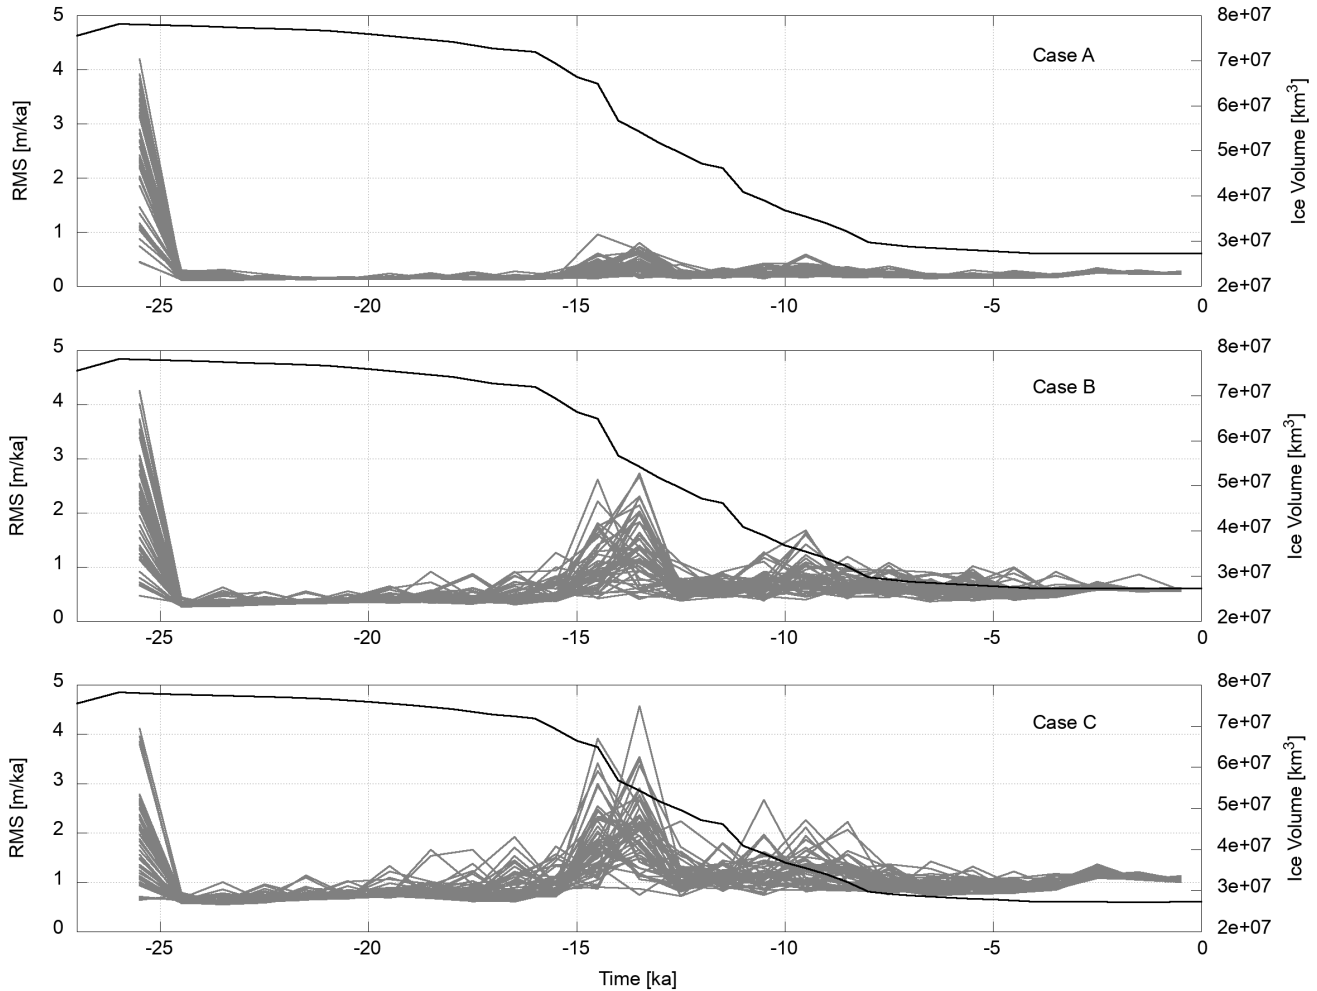 5 8e+07
Case A
4 7e+07
6e+07
3
5e+07
2
4e+07
1 3e+07
0 2e+07
RMS [m/ka]
Ice Volume [km³]
-25 -20 -15 -10 -5 0
5 8e+07
Case B
4 7e+07
6e+07
3
5e+07
2
4e+07
1 3e+07
0 2e+07
RMS [m/ka]
Ice Volume [km³]
-25 -20 -15 -10 -5 0
5 8e+07
Case C
4 7e+07
6e+07
3
5e+07
2
4e+07
1 3e+07
0 2e+07
RMS [m/ka]
Ice Volume [km³]
-25 -20 -15 -10 -5 0
Time [ka]